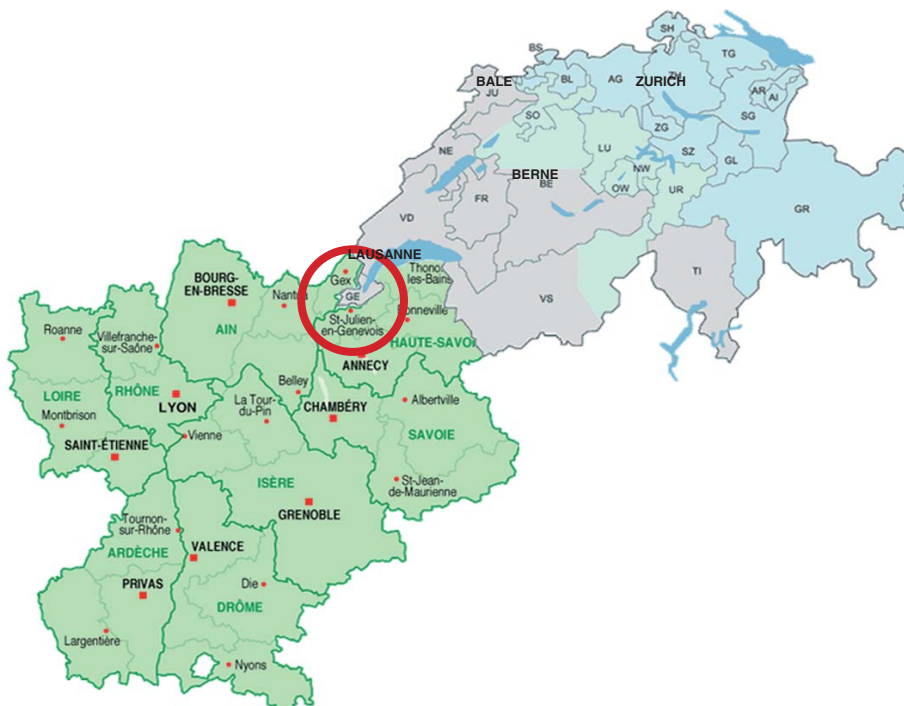 SH
BS
TG
BALE
BL
AG
ZH
ZURICH
JU
AR
AI
SO
SG
ZG
NE
LU
SZ
GL
NW
BERNE
BE
OW
UR
FR
GR
VD
LAUSANNE
Thonon
les-Bains
TI
Gex
GE
VS
BOURG-
EN-BRESSE
Nantua
Bonneville
St-Julien-
en-Genevois
AIN
Roanne
Villefranche-
sur-Saône
HAUTE-SAVOI
ANNECY
Belley
LOIRE
RHÔNE
LYON
La Tour-
du-Pin
CHAMBÉRY
Albertville
Montbrison
SAINT-ÉTIENNE
Vienne
SAVOIE
ISÈRE
St-Jean-
de-Maurienne
GRENOBLE
Tournon-
sur-Rhône
ARDÈCHE
VALENCE
PRIVAS
Die
DRÔME
Largentière
Nyons